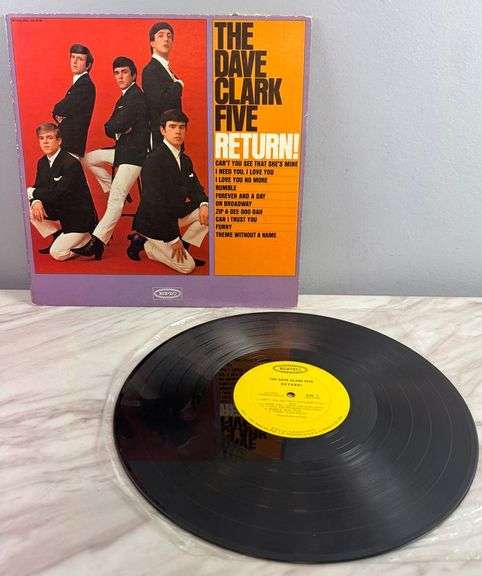 THE
DAVE
CLARK
FIVE
RETURN!
CAN'T YOU SEE THAT SHE'S MINE
I NEED YOU, I LOVE YOU
I LOVE YOU NO MORE
RUMBLE
FOREVER AND A DAY
ON BROADWAY
ZIP-A-DEE-DOO-DAH
CAN I TRUST YOU
FUNNY
THEME WITHOUT A NAME
EPIC
EPIC
THE DAVE CLARK FIVE
RETURN!